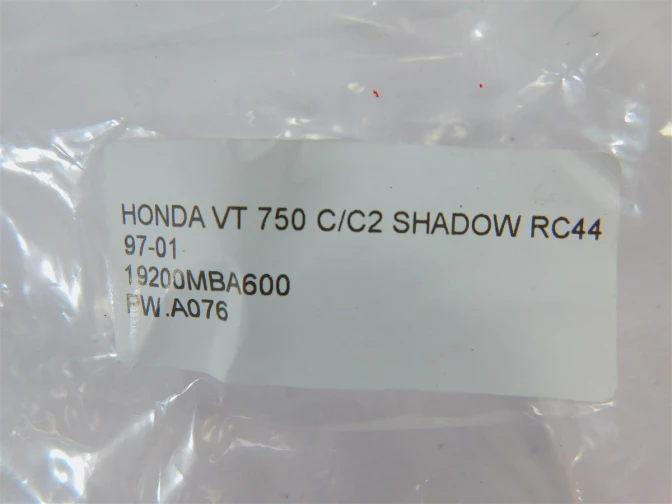 HONDA VT 750 C/C2 SHADOW RC44
97-01
19200MBA600
PW.A076